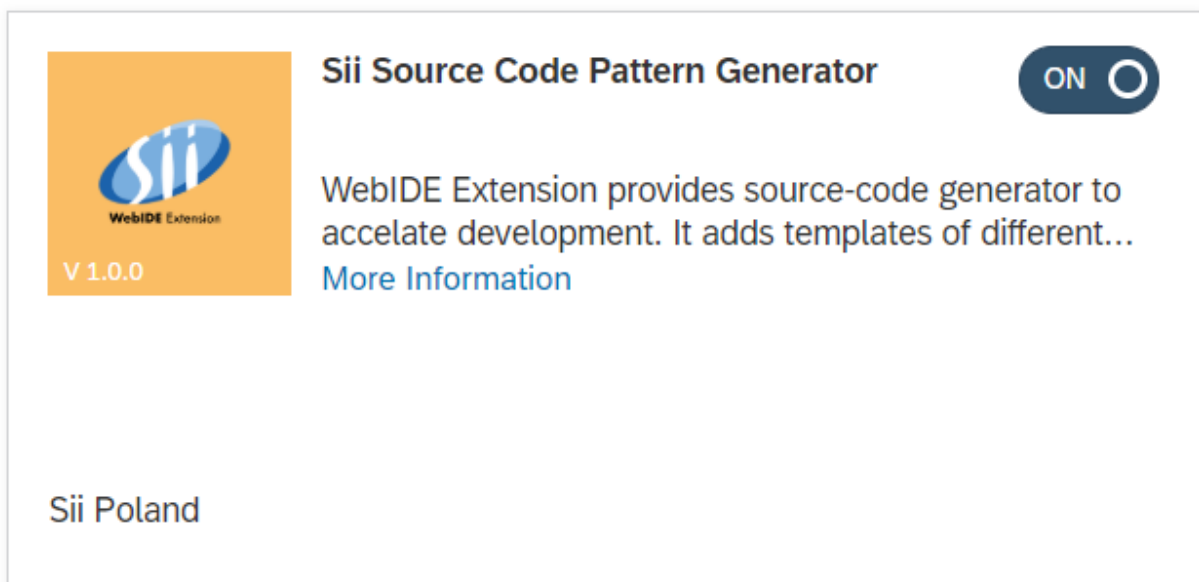 Sii Source Code Pattern Generator
ON
sii
WebIDE Extension
V 1.0.0
WebIDE Extension provides source-code generator to
accelate development. It adds templates of different...
More Information
Sii Poland